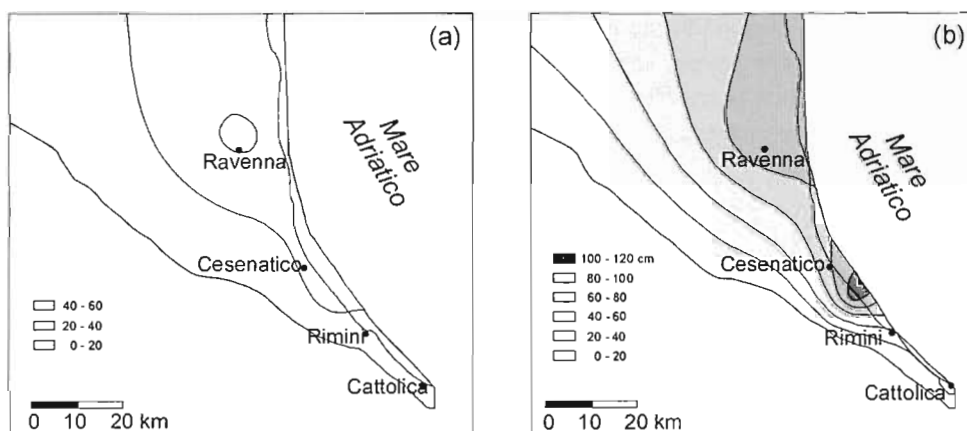 (a)
Mare
Adriatico
Ravenna
Cesenatico
40 - 60
20 - 40
0 - 20
Rimini
Cattolica
0 10 20 km
(b)
Mare
Adriatico
Ravenna
Cesenatico
100 - 120 cm
80 - 100
60 - 80
40 - 60
20 - 40
0 - 20
Rimini
Cattolica
0 10 20 km